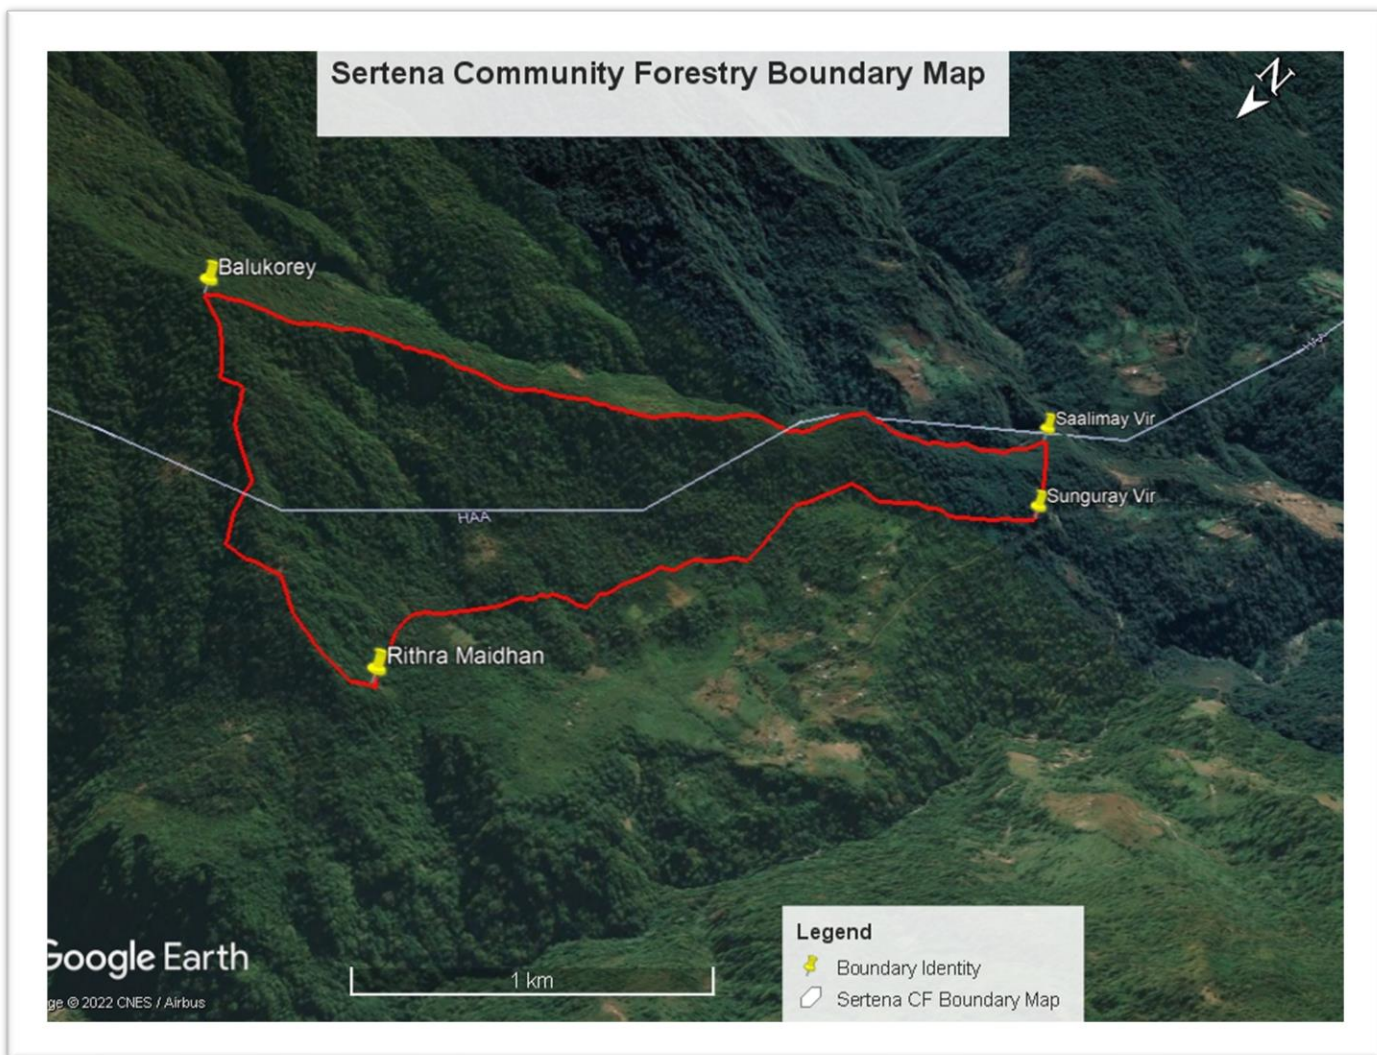 Sertena Community Forestry Boundary Map
N
Balukorey
Saalimay Vir
HAA
Sunguray Vir
HAA
Rithra Maidhan
Legend
Boundary Identity
Sertena CF Boundary Map
1 km
Google Earth
ge © 2022 CNES / Airbus